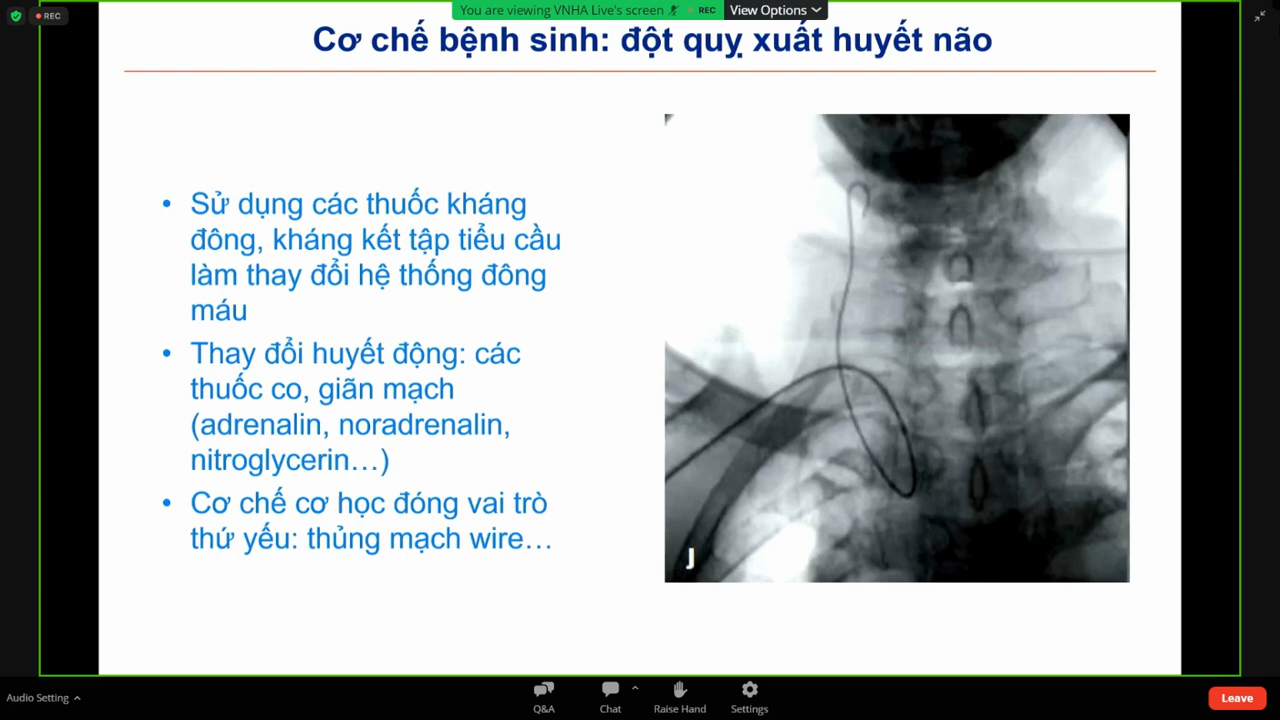 REC
You are viewing VNHA Live's screen
REC
View Options
Cơ chế bệnh sinh: đột quỵ xuất huyết não
• Sử dụng các thuốc kháng
đông, kháng kết tập tiểu cầu
làm thay đổi hệ thống đông
máu
• Thay đổi huyết động: các
thuốc co, giãn mạch
(adrenalin, noradrenalin,
nitroglycerin…)
• Cơ chế cơ học đóng vai trò
thứ yếu: thủng mạch wire…
J
Audio Setting
Q&A
Chat
Raise Hand
Settings
Leave